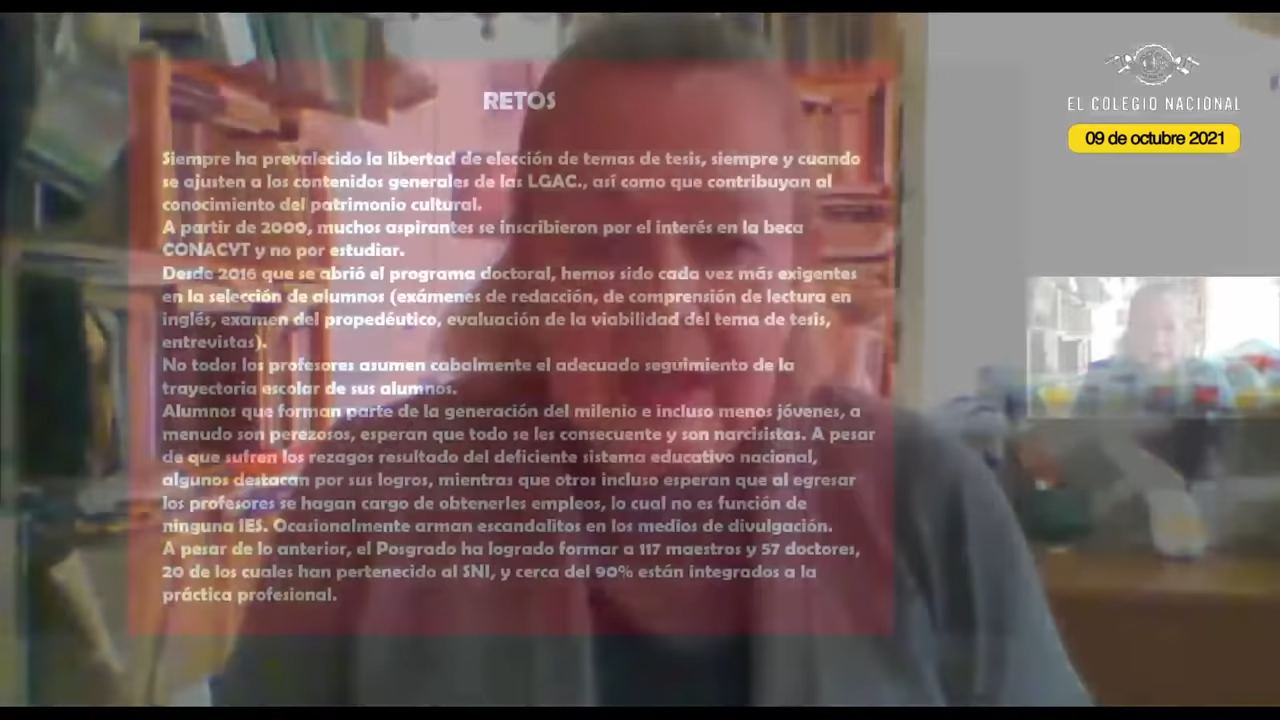 RETOS
Siempre ha prevalecido la libertad de elección de temas de tesis, siempre y cuando
se ajusten a los contenidos generales de las LGAC., así como que contribuyan al
conocimiento del patrimonio cultural.
A partir de 2000, muchos aspirantes se inscribieron por el interés en la beca
CONACYT y no por estudiar.
Desde 2016 que se abrió el programa doctoral, hemos sido cada vez más exigentes
en la selección de alumnos (exámenes de redacción, de comprensión de lectura en
inglés, examen del propedéutico, evaluación de la viabilidad del tema de tesis,
entrevistas).
No todos los profesores asumen cabalmente el adecuado seguimiento de la
trayectoria escolar de sus alumnos.
Alumnos que forman parte de la generación del milenio e incluso menos jóvenes, a
menudo son perezosos, esperan que todo se les consecuente y son narcisistas. A pesar
de que sufren los rezagos resultado del deficiente sistema educativo nacional,
algunos destacan por sus logros, mientras que otros incluso esperan que al egresar
los profesores se hagan cargo de obtenerles empleos, lo cual no es función de
ninguna IES. Ocasionalmente arman escandalitos en los medios de divulgación.
A pesar de lo anterior, el Posgrado ha logrado formar a 117 maestros y 57 doctores,
20 de los cuales han pertenecido al SNI, y cerca del 90% están integrados a la
práctica profesional.
EL COLEGIO NACIONAL
09 de octubre 2021